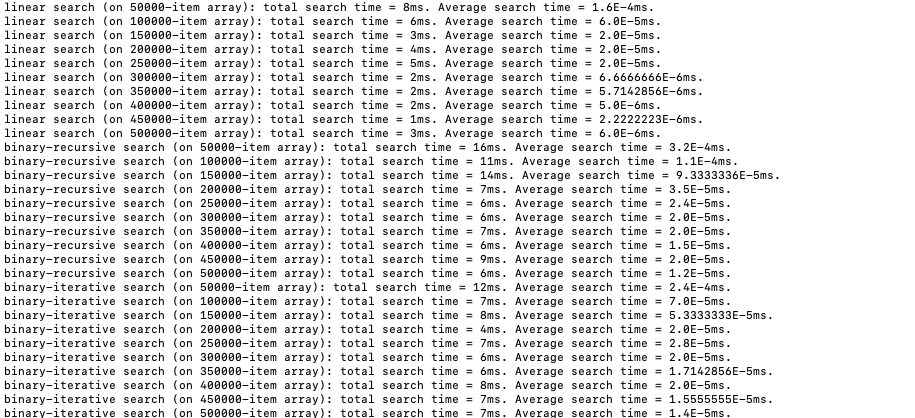 linear search (on 50000-item array): total search time = 8ms. Average search time = 1.6E-4ms.
linear search (on 100000-item array): total search time = 6ms. Average search time = 6.0E-5ms.
linear search (on 150000-item array): total search time = 3ms. Average search time = 2.0E-5ms.
linear search (on 200000-item array): total search time = 4ms. Average search time = 2.0E-5ms.
linear search (on 250000-item array): total search time = 5ms. Average search time = 2.0E-5ms.
linear search (on 300000-item array): total search time = 2ms. Average search time = 6.6666666E-6ms.
linear search (on 350000-item array): total search time = 2ms. Average search time = 5.7142856E-6ms.
linear search (on 400000-item array): total search time = 2ms. Average search time = 5.0E-6ms.
linear search (on 450000-item array): total search time = 1ms. Average search time = 2.2222223E-6ms.
linear search (on 500000-item array): total search time = 3ms. Average search time = 6.0E-6ms.
binary-recursive search (on 50000-item array): total search time = 16ms. Average search time = 3.2E-4ms.
binary-recursive search (on 100000-item array): total search time = 11ms. Average search time = 1.1E-4ms.
binary-recursive search (on 150000-item array): total search time = 14ms. Average search time = 9.3333336E-5ms.
binary-recursive search (on 200000-item array): total search time = 7ms. Average search time = 3.5E-5ms.
binary-recursive search (on 250000-item array): total search time = 6ms. Average search time = 2.4E-5ms.
binary-recursive search (on 300000-item array): total search time = 6ms. Average search time = 2.0E-5ms.
binary-recursive search (on 350000-item array): total search time = 7ms. Average search time = 2.0E-5ms.
binary-recursive search (on 400000-item array): total search time = 6ms. Average search time = 1.5E-5ms.
binary-recursive search (on 450000-item array): total search time = 9ms. Average search time = 2.0E-5ms.
binary-recursive search (on 500000-item array): total search time = 6ms. Average search time = 1.2E-5ms.
binary-iterative search (on 50000-item array): total search time = 12ms. Average search time = 2.4E-4ms.
binary-iterative search (on 100000-item array): total search time = 7ms. Average search time = 7.0E-5ms.
binary-iterative search (on 150000-item array): total search time = 8ms. Average search time = 5.3333333E-5ms.
binary-iterative search (on 200000-item array): total search time = 4ms. Average search time = 2.0E-5ms.
binary-iterative search (on 250000-item array): total search time = 7ms. Average search time = 2.8E-5ms.
binary-iterative search (on 300000-item array): total search time = 6ms. Average search time = 2.0E-5ms.
binary-iterative search (on 350000-item array): total search time = 6ms. Average search time = 1.7142856E-5ms.
binary-iterative search (on 400000-item array): total search time = 8ms. Average search time = 2.0E-5ms.
binary-iterative search (on 450000-item array): total search time = 7ms. Average search time = 1.5555555E-5ms.
binary-iterative search (on 500000-item array): total search time = 7ms. Average search time = 1.4E-5ms.